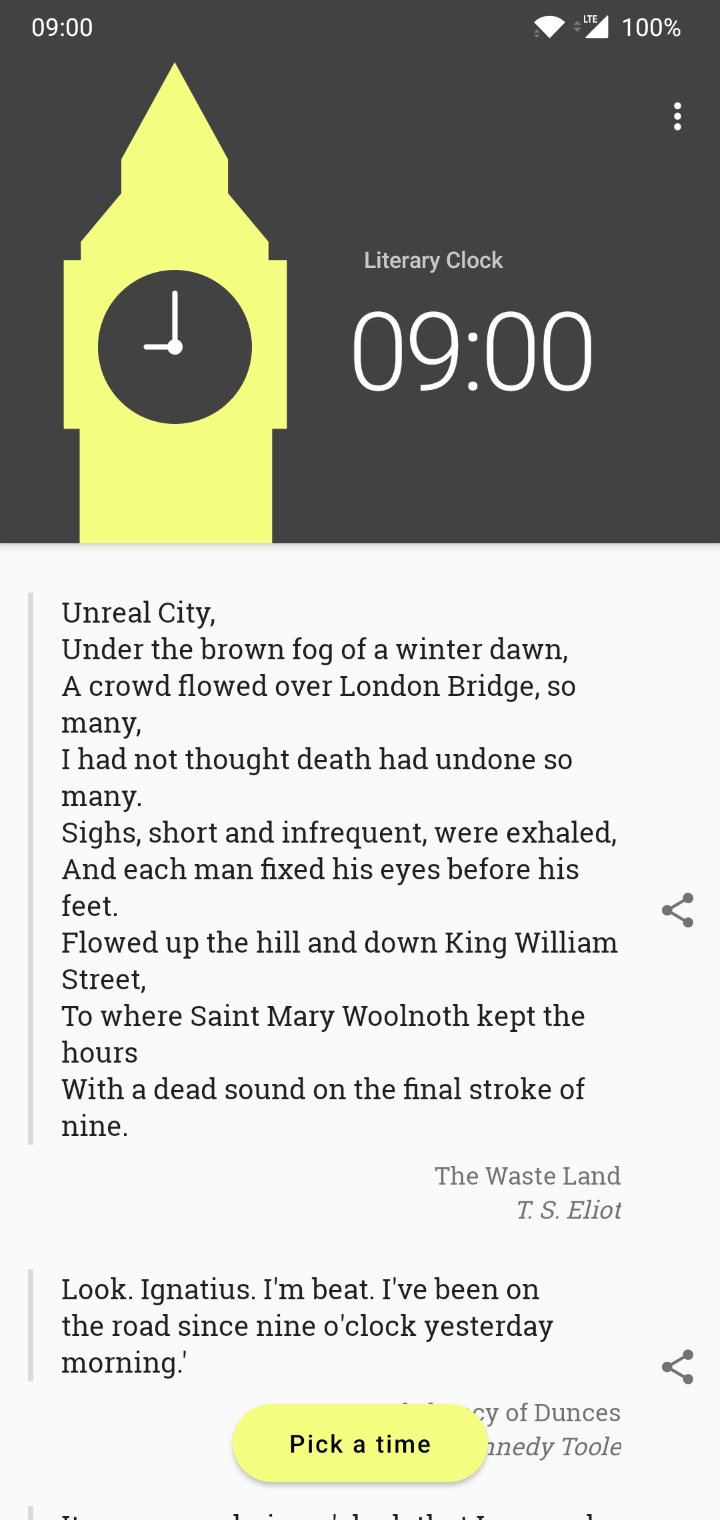 09:00
LTE
100%
Literary Clock
09:00
Unreal City,
Under the brown fog of a winter dawn,
A crowd flowed over London Bridge, so
many,
I had not thought death had undone so
many.
Sighs, short and infrequent, were exhaled,
And each man fixed his eyes before his
feet.
Flowed up the hill and down King William
Street,
To where Saint Mary Woolnoth kept the
hours
With a dead sound on the final stroke of
nine.
The Waste Land
T. S. Eliot
Look. Ignatius. I'm beat. I've been on
the road since nine o'clock yesterday
morning.'
of Dunces
Toole
Pick a time